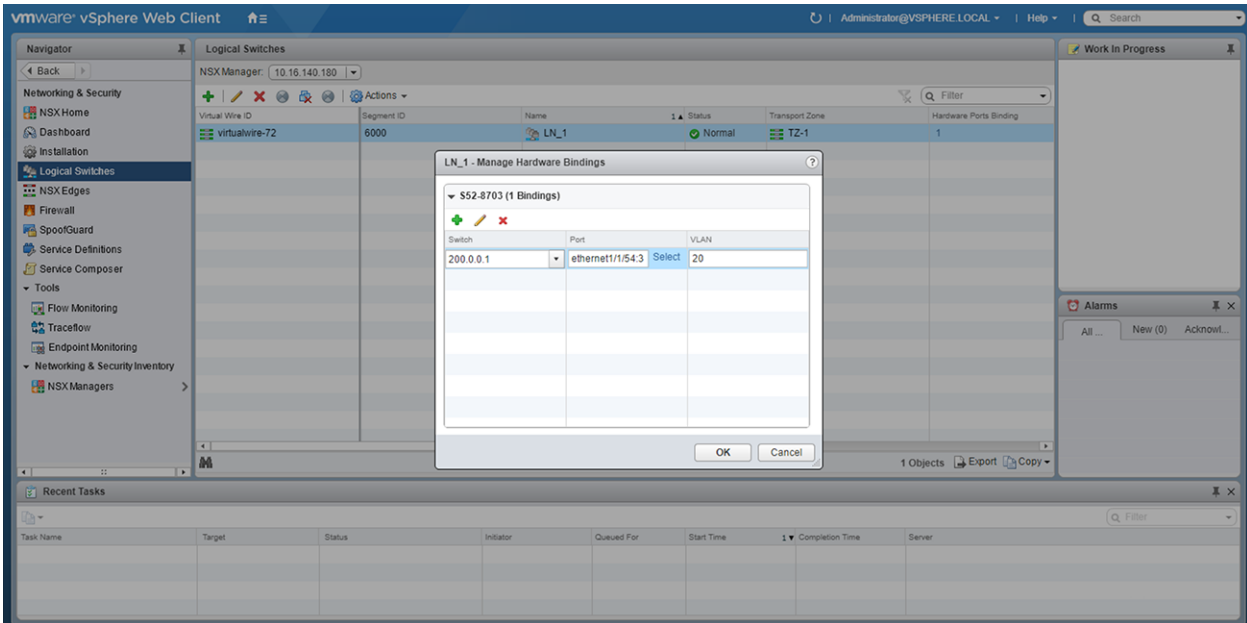 vmware® vSphere Web Client
Administrator@VSPHERE.LOCAL | Help | Search
Navigator
Back
Networking & Security
NSX Home
Dashboard
Installation
Logical Switches
NSX Edges
Firewall
SpoofGuard
Service Definitions
Service Composer
Tools
Flow Monitoring
Traceflow
Endpoint Monitoring
Networking & Security Inventory
NSX Managers
Logical Switches
NSX Manager: 10.16.140.180
Actions
Filter
Virtual Wire ID Segment ID Name 1 Status Transport Zone Hardware Ports Binding
virtualwire-72 6000 LN_1 Normal TZ-1 1
LN_1 - Manage Hardware Bindings ?
S52-8703 (1 Bindings)
Switch Port VLAN
200.0.0.1 ethernet1/1/54:3 Select 20
OK Cancel
1 Objects Export Copy
Work In Progress
Alarms
All ... New (0) Acknowl...
Recent Tasks
Filter
Task Name Target Status Initiator Queued For Start Time 1 Completion Time Server